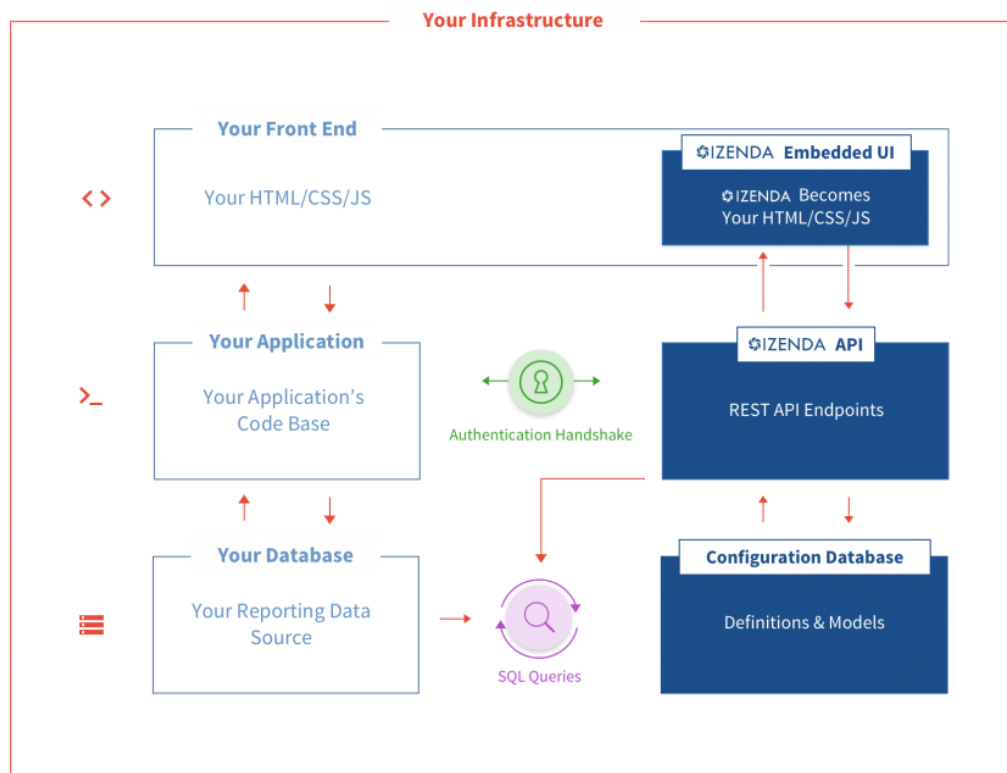 Your Infrastructure
Your Front End
Your HTML/CSS/JS
IZENDA Embedded UI
IZENDA Becomes
Your HTML/CSS/JS
Your Application
Your Application's
Code Base
Authentication Handshake
IZENDA API
REST API Endpoints
Your Database
Your Reporting Data
Source
SQL Queries
Configuration Database
Definitions & Models